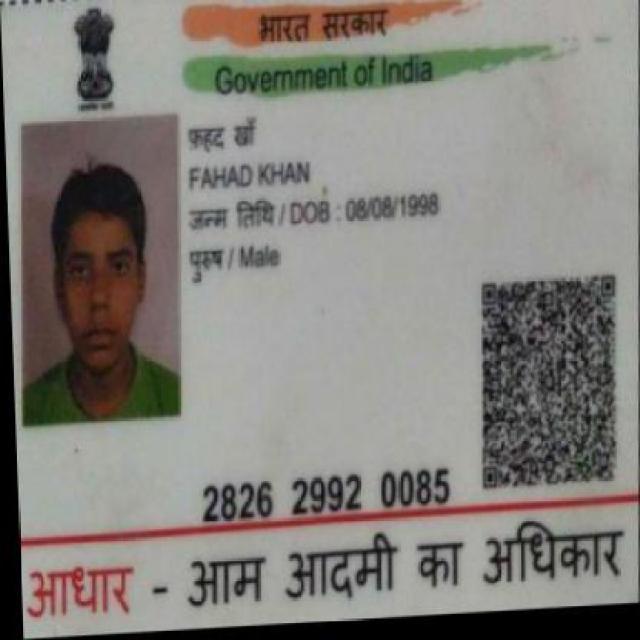 भारत सरकार
Government of India
फ़हद खाँ
FAHAD KHAN
जन्म तिथि / DOB : 08/08/1998
पुरुष / Male
2826 2992 0085
आधार - आम आदमी का अधिकार